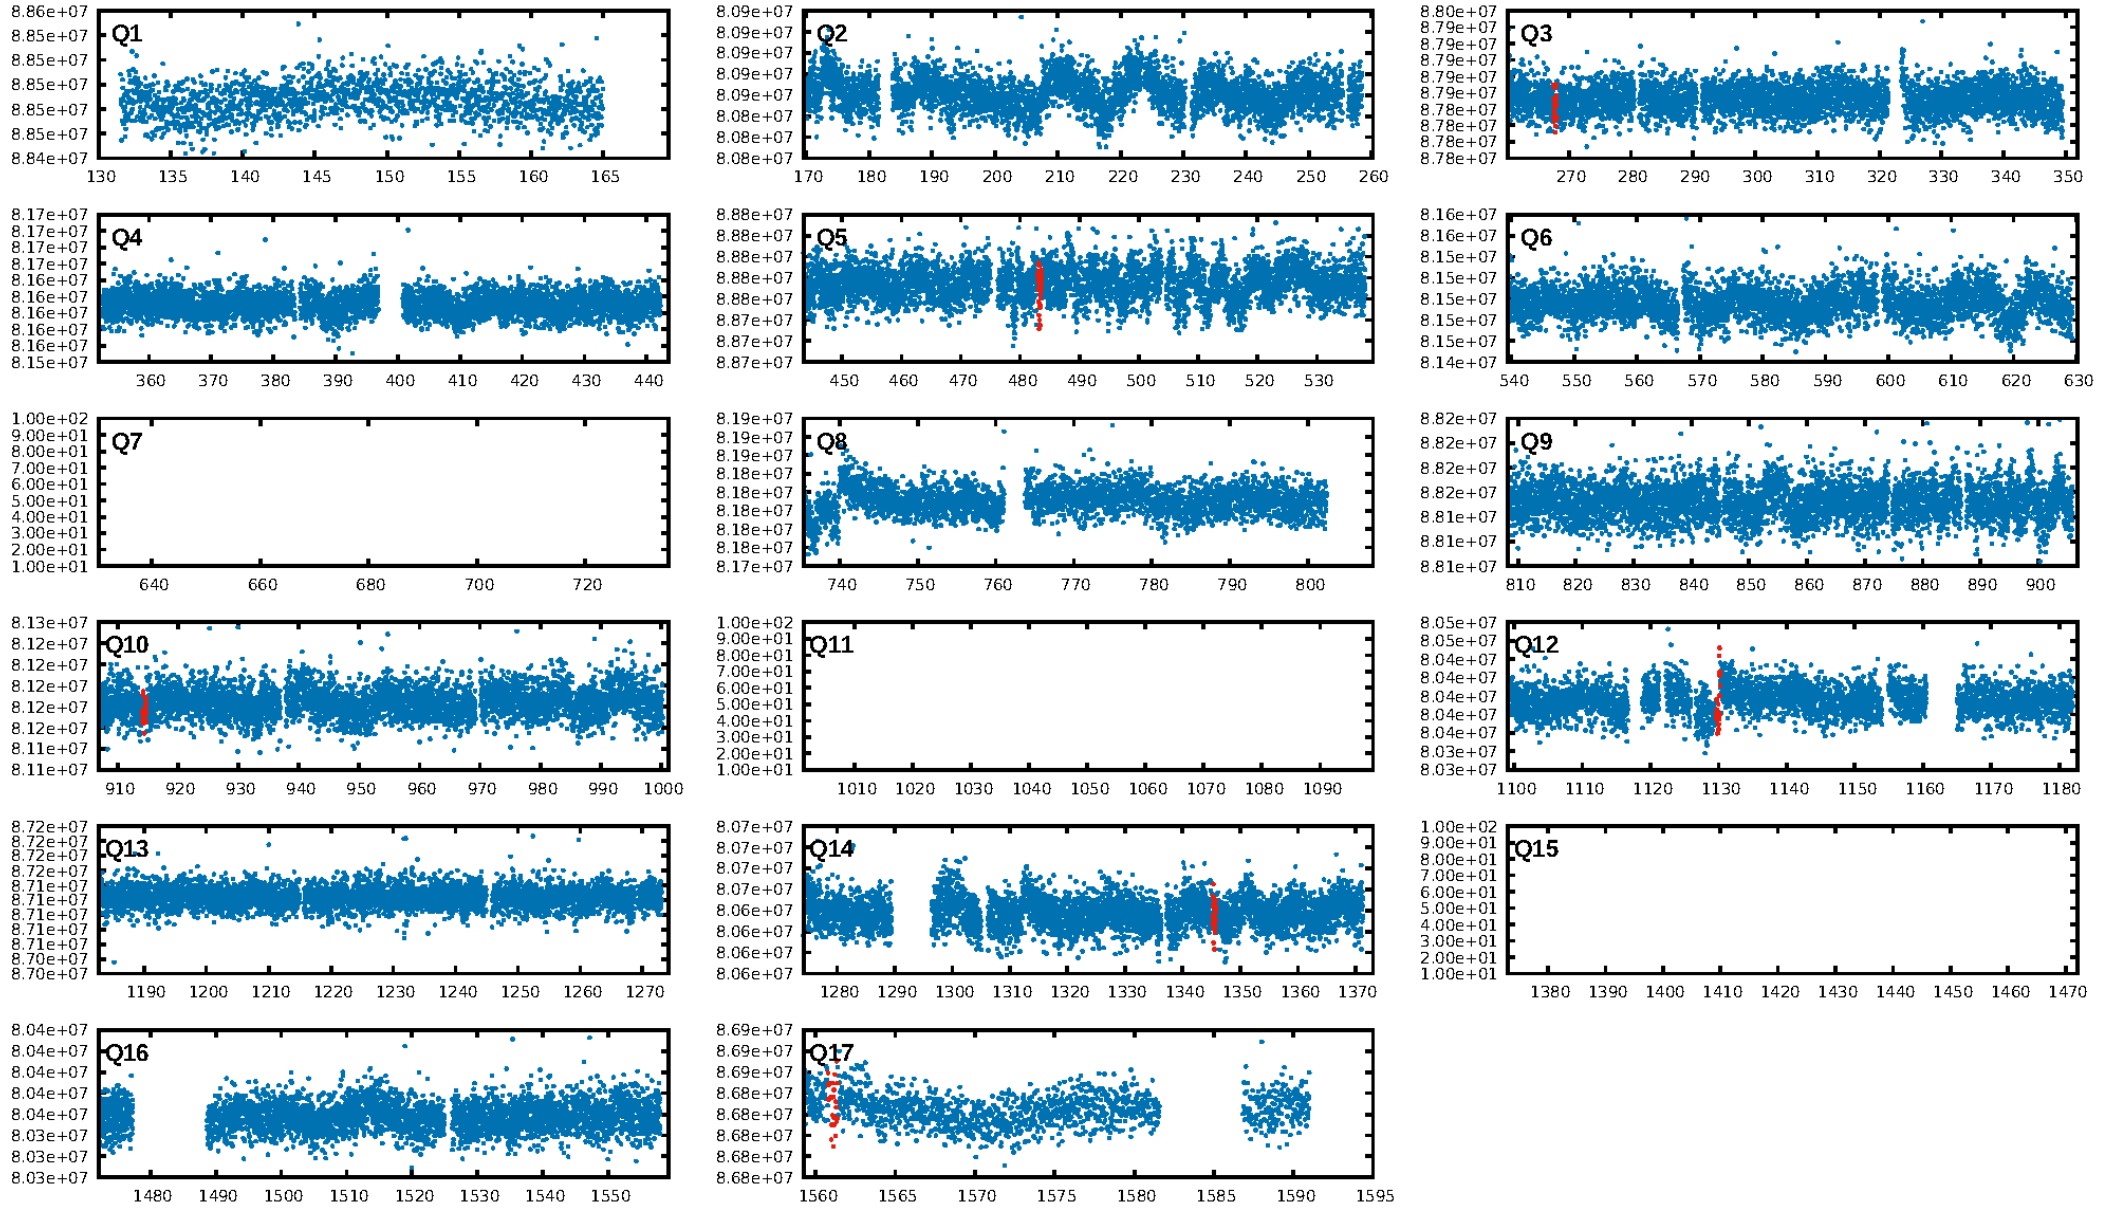 Q1
8.86e+07
8.85e+07
8.85e+07
8.85e+07
8.85e+07
8.85e+07
8.84e+07
130 135 140 145 150 155 160 165
Q2
8.09e+07
8.09e+07
8.09e+07
8.09e+07
8.09e+07
8.08e+07
8.08e+07
8.08e+07
170 180 190 200 210 220 230 240 250 260
Q3
8.80e+07
8.79e+07
8.79e+07
8.79e+07
8.79e+07
8.79e+07
8.78e+07
8.78e+07
8.78e+07
8.78e+07
270 280 290 300 310 320 330 340 350
Q4
8.17e+07
8.17e+07
8.17e+07
8.16e+07
8.16e+07
8.16e+07
8.16e+07
8.16e+07
8.16e+07
8.15e+07
360 370 380 390 400 410 420 430 440
Q5
8.88e+07
8.88e+07
8.88e+07
8.88e+07
8.88e+07
8.87e+07
8.87e+07
8.87e+07
450 460 470 480 490 500 510 520 530
Q6
8.16e+07
8.16e+07
8.15e+07
8.15e+07
8.15e+07
8.15e+07
8.15e+07
8.14e+07
540 550 560 570 580 590 600 610 620 630
Q7
1.00e+02
9.00e+01
8.00e+01
7.00e+01
6.00e+01
5.00e+01
4.00e+01
3.00e+01
2.00e+01
1.00e+01
640 660 680 700 720
Q8
8.19e+07
8.19e+07
8.19e+07
8.18e+07
8.18e+07
8.18e+07
8.18e+07
8.18e+07
8.17e+07
740 750 760 770 780 790 800
Q9
8.82e+07
8.82e+07
8.82e+07
8.82e+07
8.81e+07
8.81e+07
8.81e+07
810 820 830 840 850 860 870 880 890 900
Q10
8.13e+07
8.12e+07
8.12e+07
8.12e+07
8.12e+07
8.12e+07
8.11e+07
8.11e+07
910 920 930 940 950 960 970 980 990 1000
Q11
1.00e+02
9.00e+01
8.00e+01
7.00e+01
6.00e+01
5.00e+01
4.00e+01
3.00e+01
2.00e+01
1.00e+01
1010 1020 1030 1040 1050 1060 1070 1080 1090
Q12
8.05e+07
8.05e+07
8.04e+07
8.04e+07
8.04e+07
8.04e+07
8.04e+07
8.03e+07
8.03e+07
1100 1110 1120 1130 1140 1150 1160 1170 1180
Q13
8.72e+07
8.72e+07
8.72e+07
8.72e+07
8.71e+07
8.71e+07
8.71e+07
8.71e+07
8.71e+07
8.70e+07
8.70e+07
1190 1200 1210 1220 1230 1240 1250 1260 1270
Q14
8.07e+07
8.07e+07
8.07e+07
8.07e+07
8.06e+07
8.06e+07
8.06e+07
8.06e+07
1280 1290 1300 1310 1320 1330 1340 1350 1360 1370
Q15
1.00e+02
9.00e+01
8.00e+01
7.00e+01
6.00e+01
5.00e+01
4.00e+01
3.00e+01
2.00e+01
1.00e+01
1380 1390 1400 1410 1420 1430 1440 1450 1460 1470
Q16
8.04e+07
8.04e+07
8.04e+07
8.04e+07
8.04e+07
8.03e+07
8.03e+07
8.03e+07
1480 1490 1500 1510 1520 1530 1540 1550
Q17
8.69e+07
8.69e+07
8.69e+07
8.68e+07
8.68e+07
8.68e+07
8.68e+07
8.68e+07
1560 1565 1570 1575 1580 1585 1590 1595